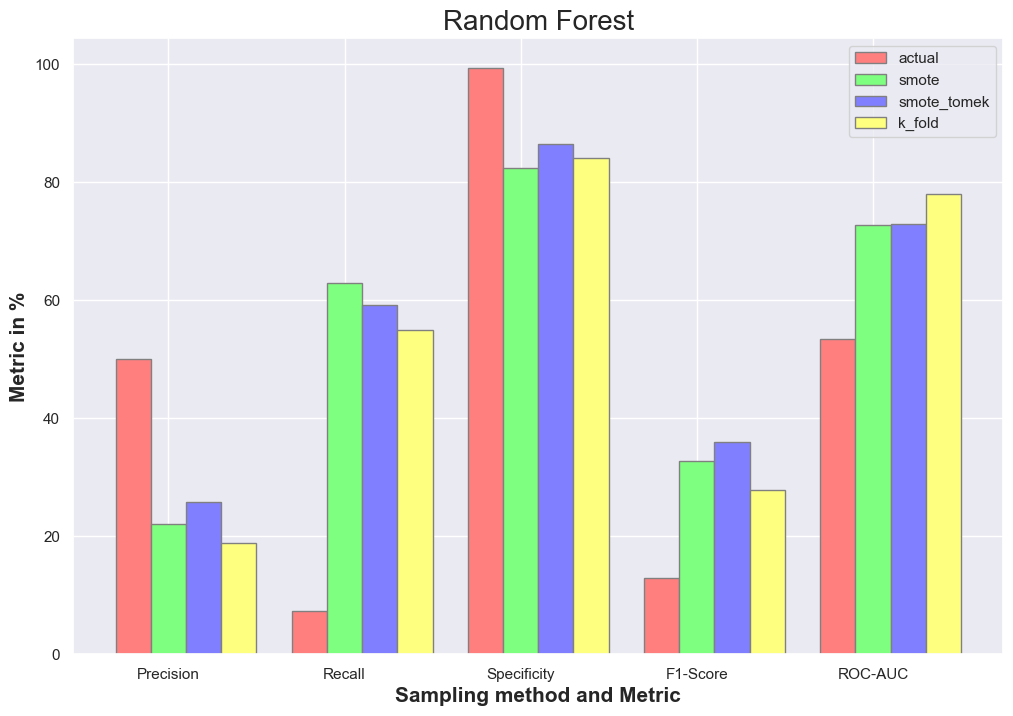 Random Forest
actual
smote
smote_tomek
k_fold
Metric in %
100
80
60
40
20
0
Precision Recall Specificity F1-Score ROC-AUC
Sampling method and Metric